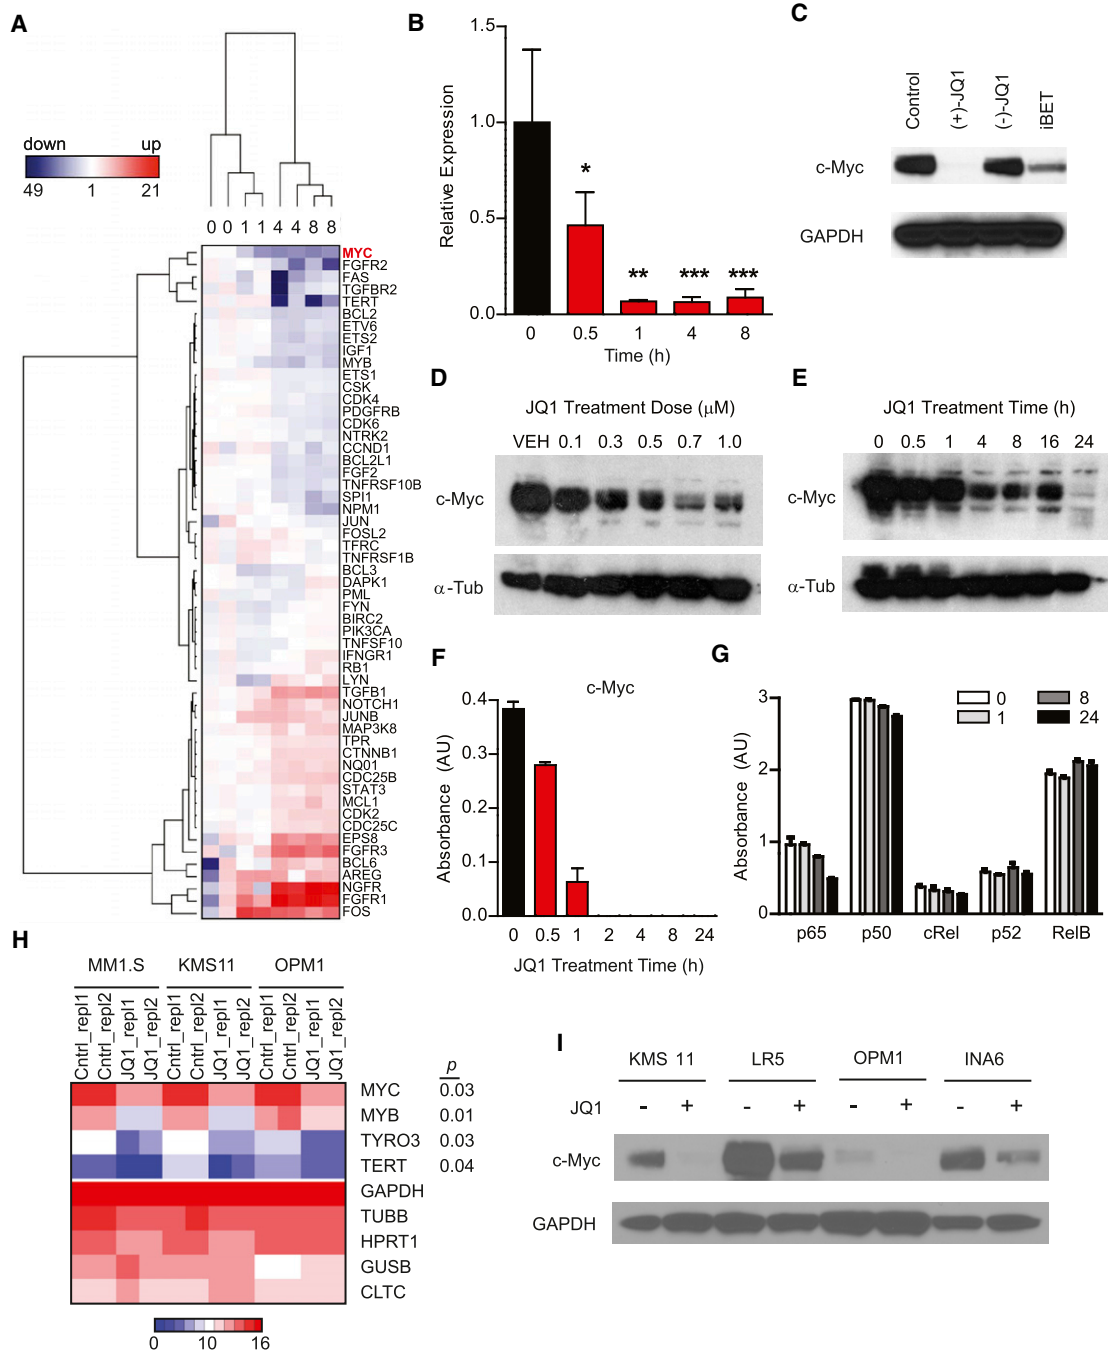 A
down up
49 1 21
0 0 1 1 4 4 8 8
MYC
FGFR2
FAS
TGFBR2
TERT
BCL2
ETV6
ETS2
IGF1
MYB
ETS1
CSK
CDK4
PDGFRB
CDK6
NTRK2
CCND1
BCL2L1
FGF2
TNFRSF10B
SPI1
NPM1
JUN
FOSL2
TFRC
TNFRSF1B
BCL3
DAPK1
PML
FYN
BIRC2
PIK3CA
TNFSF10
IFNGR1
RB1
LYN
TGFB1
NOTCH1
JUNB
MAP3K8
TPR
CTNNB1
NQ01
CDC25B
STAT3
MCL1
CDK2
CDC25C
EPS8
FGFR3
BCL6
AREG
NGFR
FGFR1
FOS
B
Relative Expression
1.5
1.0
0.5
0.0
* ** *** ***
0 0.5 1 4 8
Time (h)
C
Control (+)-JQ1 (-)-JQ1 iBET
c-Myc
GAPDH
D
JQ1 Treatment Dose (μM)
VEH 0.1 0.3 0.5 0.7 1.0
c-Myc
α-Tub
E
JQ1 Treatment Time (h)
0 0.5 1 4 8 16 24
c-Myc
α-Tub
F
c-Myc
Absorbance (AU)
0.4
0.3
0.2
0.1
0.0
0 0.5 1 2 4 8 24
JQ1 Treatment Time (h)
G
Absorbance (AU)
3
2
1
0
0 8
1 24
p65 p50 cRel p52 RelB
H
MM1.S KMS11 OPM1
Cntrl_repl1 Cntrl_repl2 JQ1_repl1 JQ1_repl2 Cntrl_repl1 Cntrl_repl2 JQ1_repl1 JQ1_repl2 Cntrl_repl1 Cntrl_repl2 JQ1_repl1 JQ1_repl2
p
MYC 0.03
MYB 0.01
TYRO3 0.03
TERT 0.04
GAPDH
TUBB
HPRT1
GUSB
CLTC
0 10 16
I
KMS 11 LR5 OPM1 INA6
JQ1 - + - + - + - +
c-Myc
GAPDH